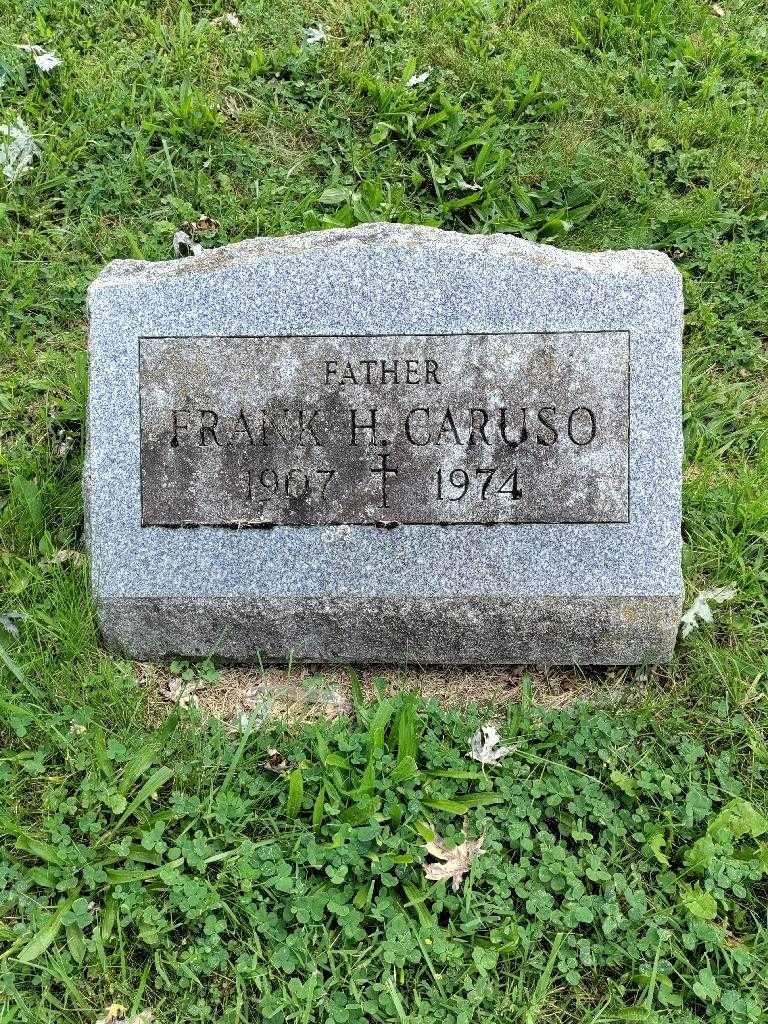 FATHER
FRANK H. CARUSO
1907 1974